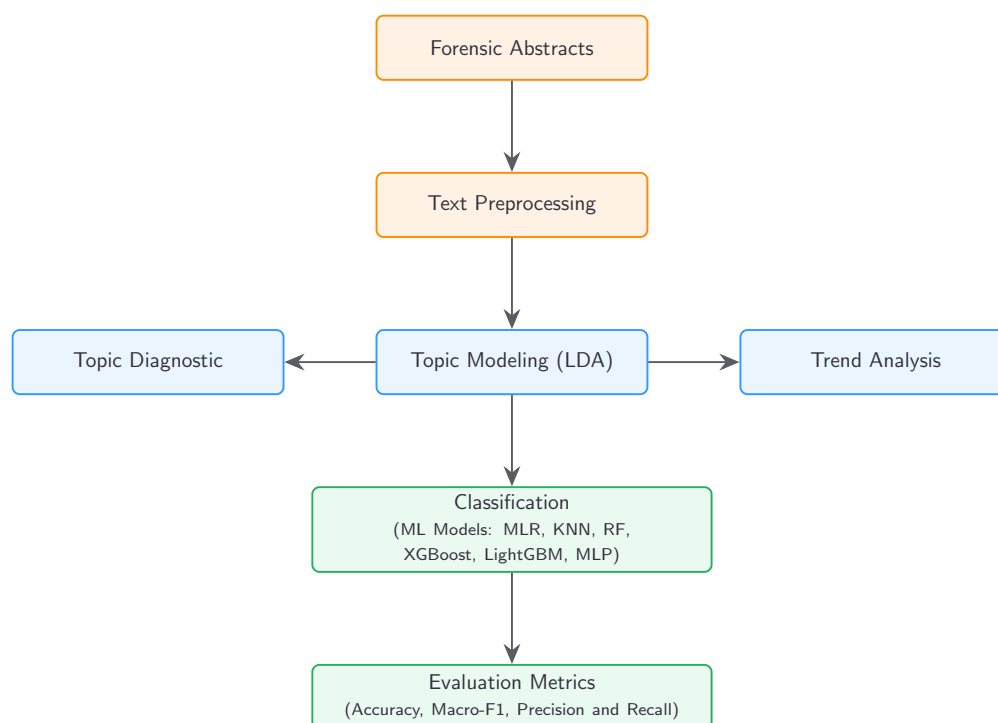 Forensic Abstracts
Text Preprocessing
Topic Diagnostic
Topic Modeling (LDA)
Trend Analysis
Classification
(ML Models: MLR, KNN, RF,
XGBoost, LightGBM, MLP)
Evaluation Metrics
(Accuracy, Macro-F1, Precision and Recall)